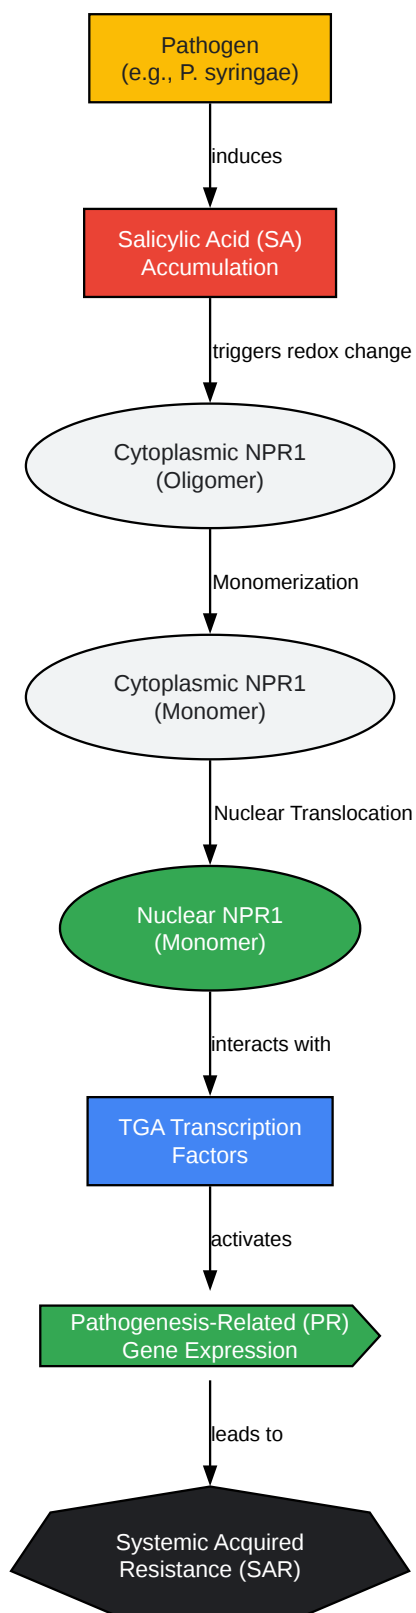 Pathogen
(e.g., P. syringae)
induces
Salicylic Acid (SA)
Accumulation
triggers redox change
Cytoplasmic NPR1
(Oligomer)
Monomerization
Cytoplasmic NPR1
(Monomer)
Nuclear Translocation
Nuclear NPR1
(Monomer)
interacts with
TGA Transcription
Factors
activates
Pathogenesis-Related (PR)
Gene Expression
leads to
Systemic Acquired
Resistance (SAR)